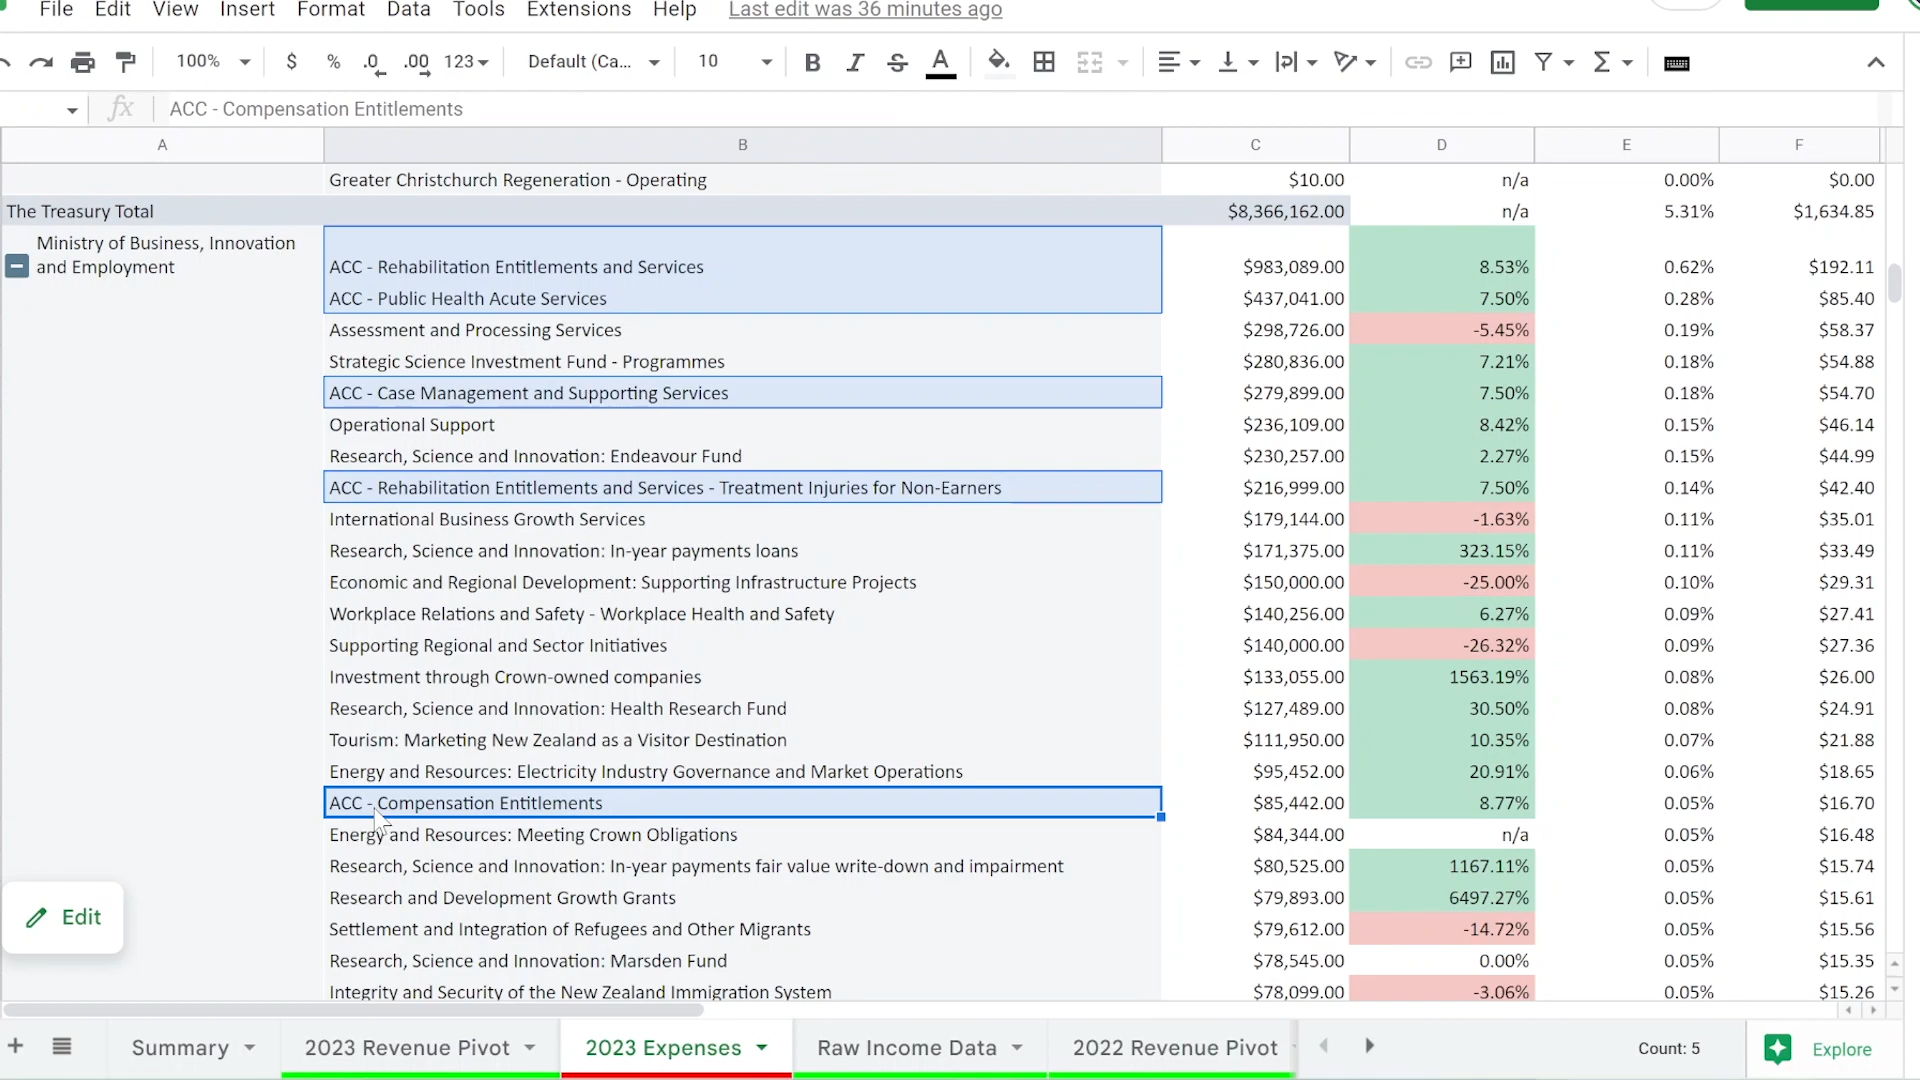 File Edit View Insert Format Data Tools Extensions Help Last edit was 36 minutes ago
100% $ % .0 .00 123 Default (Ca... 10 B I S A
fx ACC - Compensation Entitlements
A B C D E F
Greater Christchurch Regeneration - Operating $10.00 n/a 0.00% $0.00
The Treasury Total $8,366,162.00 n/a 5.31% $1,634.85
Ministry of Business, Innovation
and Employment ACC - Rehabilitation Entitlements and Services $983,089.00 8.53% 0.62% $192.11
ACC - Public Health Acute Services $437,041.00 7.50% 0.28% $85.40
Assessment and Processing Services $298,726.00 -5.45% 0.19% $58.37
Strategic Science Investment Fund - Programmes $280,836.00 7.21% 0.18% $54.88
ACC - Case Management and Supporting Services $279,899.00 7.50% 0.18% $54.70
Operational Support $236,109.00 8.42% 0.15% $46.14
Research, Science and Innovation: Endeavour Fund $230,257.00 2.27% 0.15% $44.99
ACC - Rehabilitation Entitlements and Services - Treatment Injuries for Non-Earners $216,999.00 7.50% 0.14% $42.40
International Business Growth Services $179,144.00 -1.63% 0.11% $35.01
Research, Science and Innovation: In-year payments loans $171,375.00 323.15% 0.11% $33.49
Economic and Regional Development: Supporting Infrastructure Projects $150,000.00 -25.00% 0.10% $29.31
Workplace Relations and Safety - Workplace Health and Safety $140,256.00 6.27% 0.09% $27.41
Supporting Regional and Sector Initiatives $140,000.00 -26.32% 0.09% $27.36
Investment through Crown-owned companies $133,055.00 1563.19% 0.08% $26.00
Research, Science and Innovation: Health Research Fund $127,489.00 30.50% 0.08% $24.91
Tourism: Marketing New Zealand as a Visitor Destination $111,950.00 10.35% 0.07% $21.88
Energy and Resources: Electricity Industry Governance and Market Operations $95,452.00 20.91% 0.06% $18.65
ACC - Compensation Entitlements $85,442.00 8.77% 0.05% $16.70
Energy and Resources: Meeting Crown Obligations $84,344.00 n/a 0.05% $16.48
Research, Science and Innovation: In-year payments fair value write-down and impairment $80,525.00 1167.11% 0.05% $15.74
Research and Development Growth Grants $79,893.00 6497.27% 0.05% $15.61
Settlement and Integration of Refugees and Other Migrants $79,612.00 -14.72% 0.05% $15.56
Research, Science and Innovation: Marsden Fund $78,545.00 0.00% 0.05% $15.35
Integrity and Security of the New Zealand Immigration System $78,099.00 -3.06% 0.05% $15.26
Edit
Summary 2023 Revenue Pivot 2023 Expenses Raw Income Data 2022 Revenue Pivot Count: 5 Explore